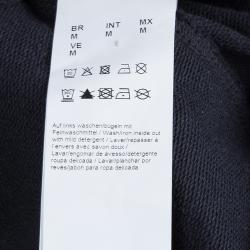 BR INT MX
M M M
VE
M
Auf links waschen/bügeln mit
Feinwaschmittel / Wash/iron inside out
with mild detergent / Laver/repasser à
l'envers avec savon doux /
Lavar/engomar de avesso/detergente
roupa delicada / Lavar/planchar por
revés/jabón para ropa delicada